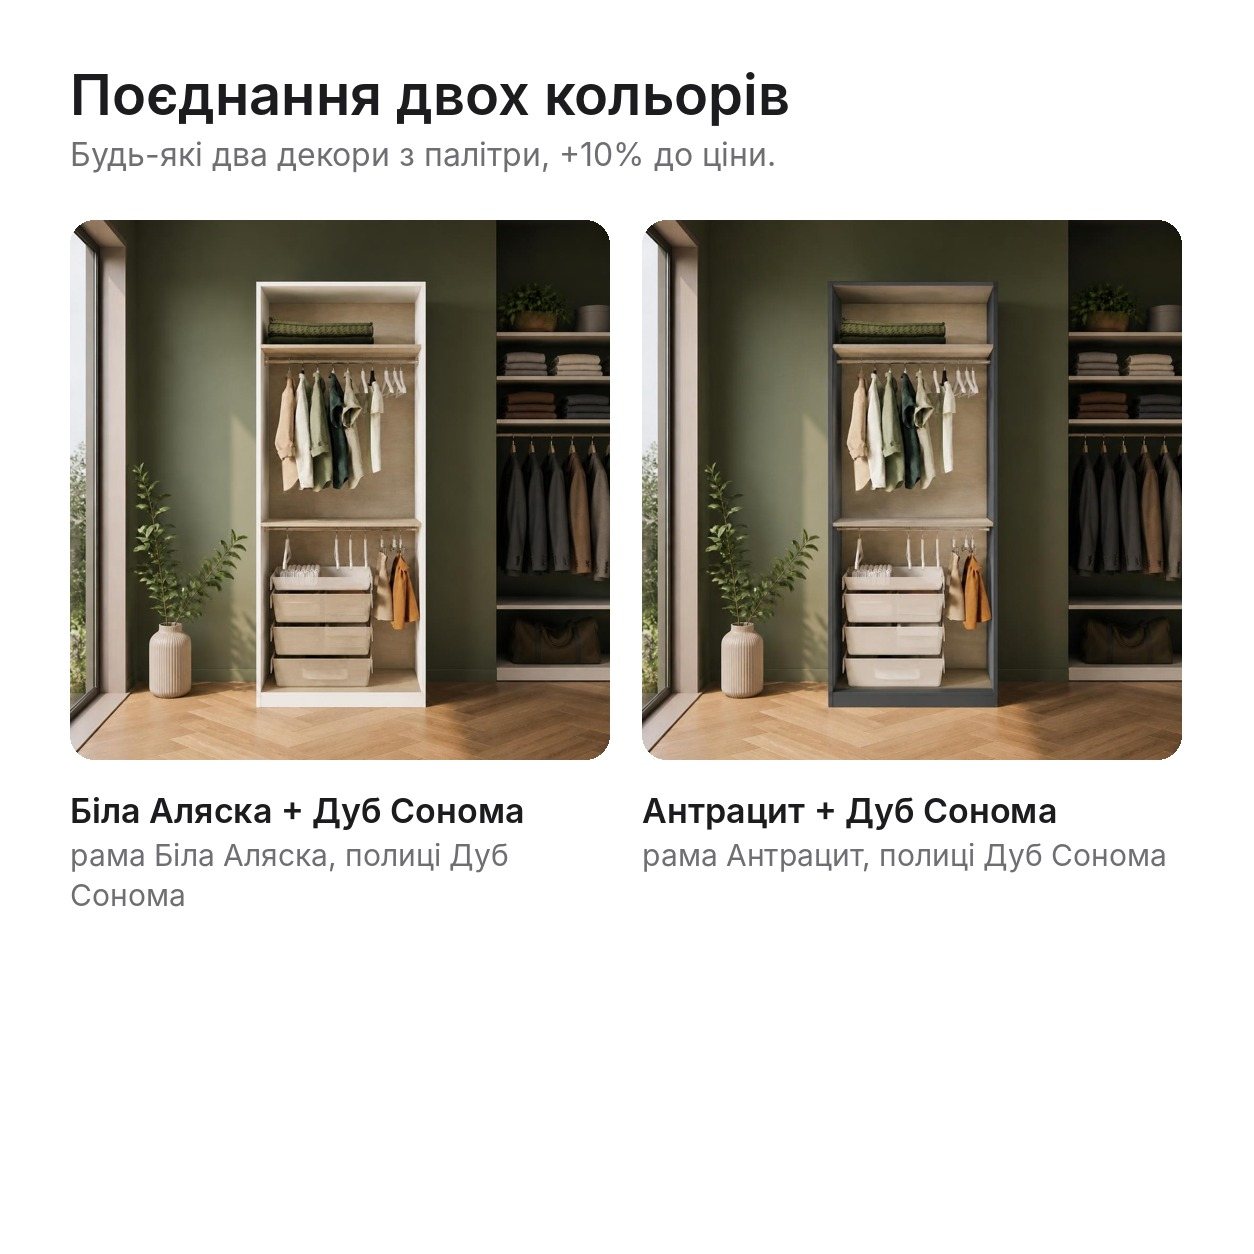 Поєднання двох кольорів
Будь-які два декори з палітри, +10% до ціни.
Біла Аляска + Дуб Сонома
рама Біла Аляска, полиці Дуб
Сонома
Антрацит + Дуб Сонома
рама Антрацит, полиці Дуб Сонома